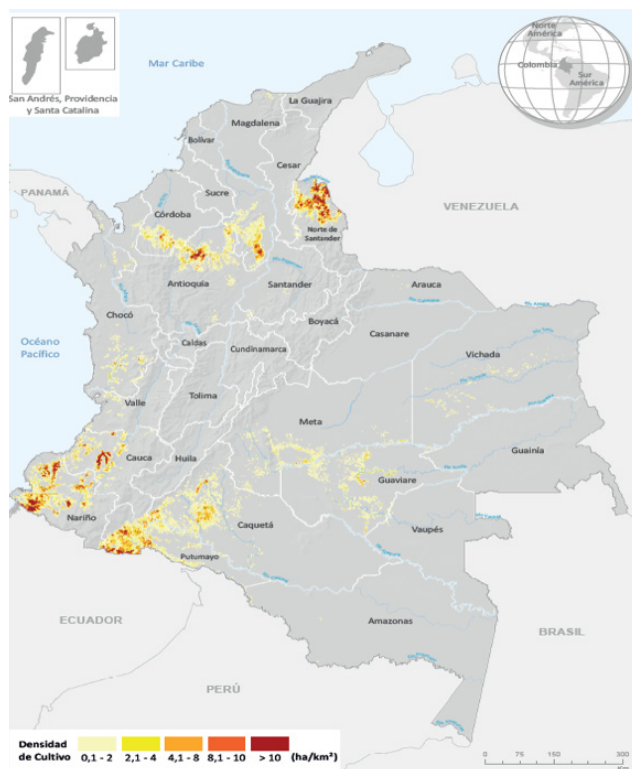 San Andrés, Providencia
y Santa Catalina
Mar Caribe
Norte
América
Colombia
Sur
América
La Guajira
Magdalena
Bolívar
Cesar
Sucre
PANAMÁ
Córdoba
VENEZUELA
Norte de
Santander
Antioquia
Santander
Arauca
Chocó
Boyacá
Casanare
Océano
Pacífico
Caldas
Cundinamarca
Vichada
Tolima
Valle
Meta
Cauca
Huila
Guainía
Guaviare
Nariño
Caquetá
Vaupés
Putumayo
Amazonas
ECUADOR
BRASIL
PERÚ
Densidad
de Cultivo
0,1 - 2
2,1 - 4
4,1 - 8
8,1 - 10
> 10
(ha/km²)
0
75
150
300